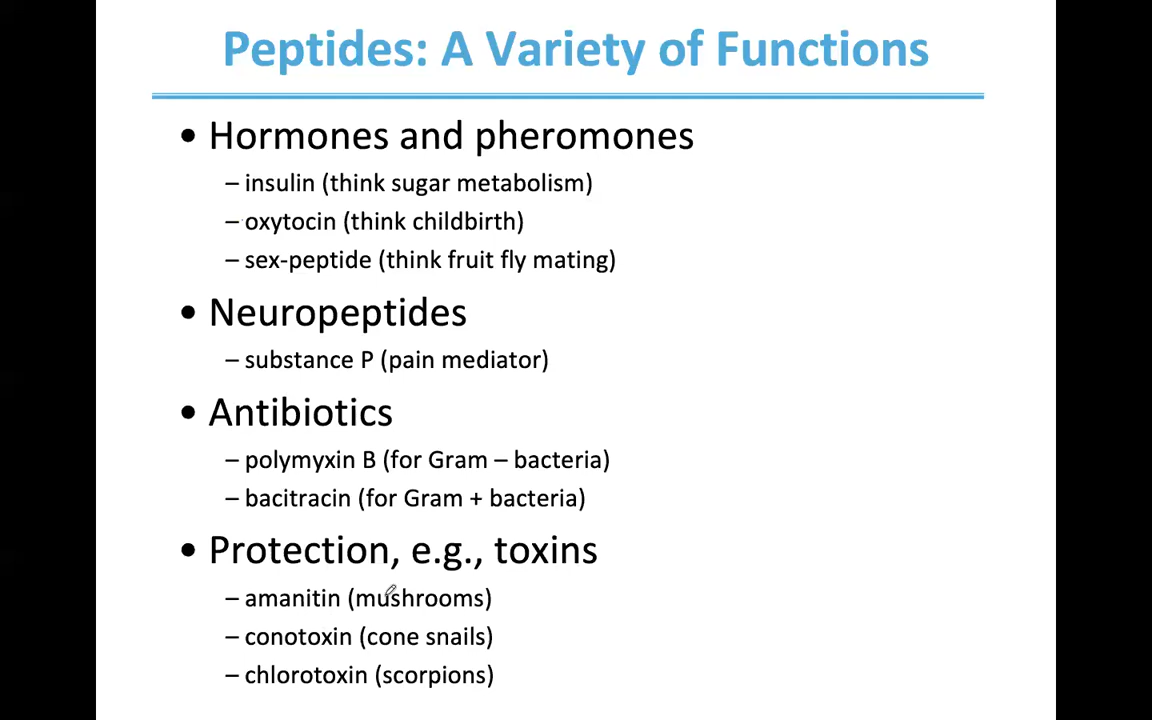 Peptides: A Variety of Functions
• Hormones and pheromones
– insulin (think sugar metabolism)
– oxytocin (think childbirth)
– sex-peptide (think fruit fly mating)
• Neuropeptides
– substance P (pain mediator)
• Antibiotics
– polymyxin B (for Gram – bacteria)
– bacitracin (for Gram + bacteria)
• Protection, e.g., toxins
– amanitin (mushrooms)
– conotoxin (cone snails)
– chlorotoxin (scorpions)